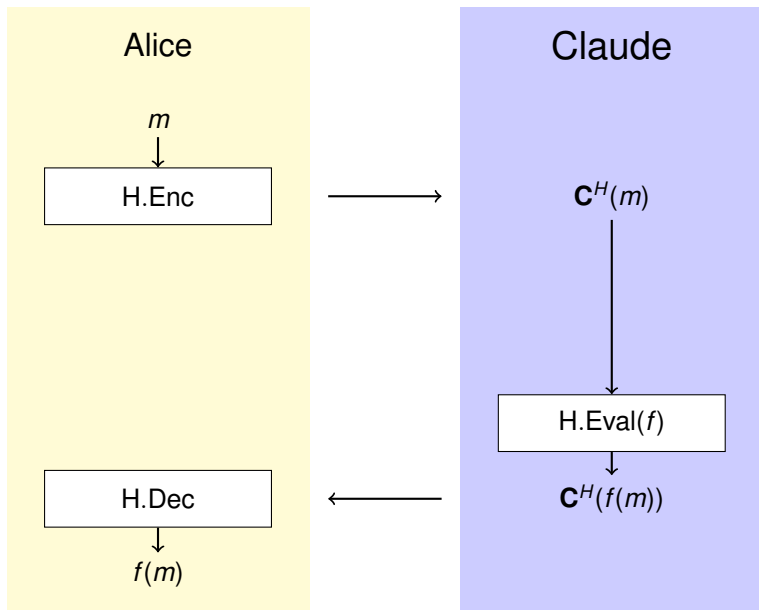 Alice
Claude
m
H.Enc
C^H(m)
H.Eval(f)
H.Dec
C^H(f(m))
f(m)